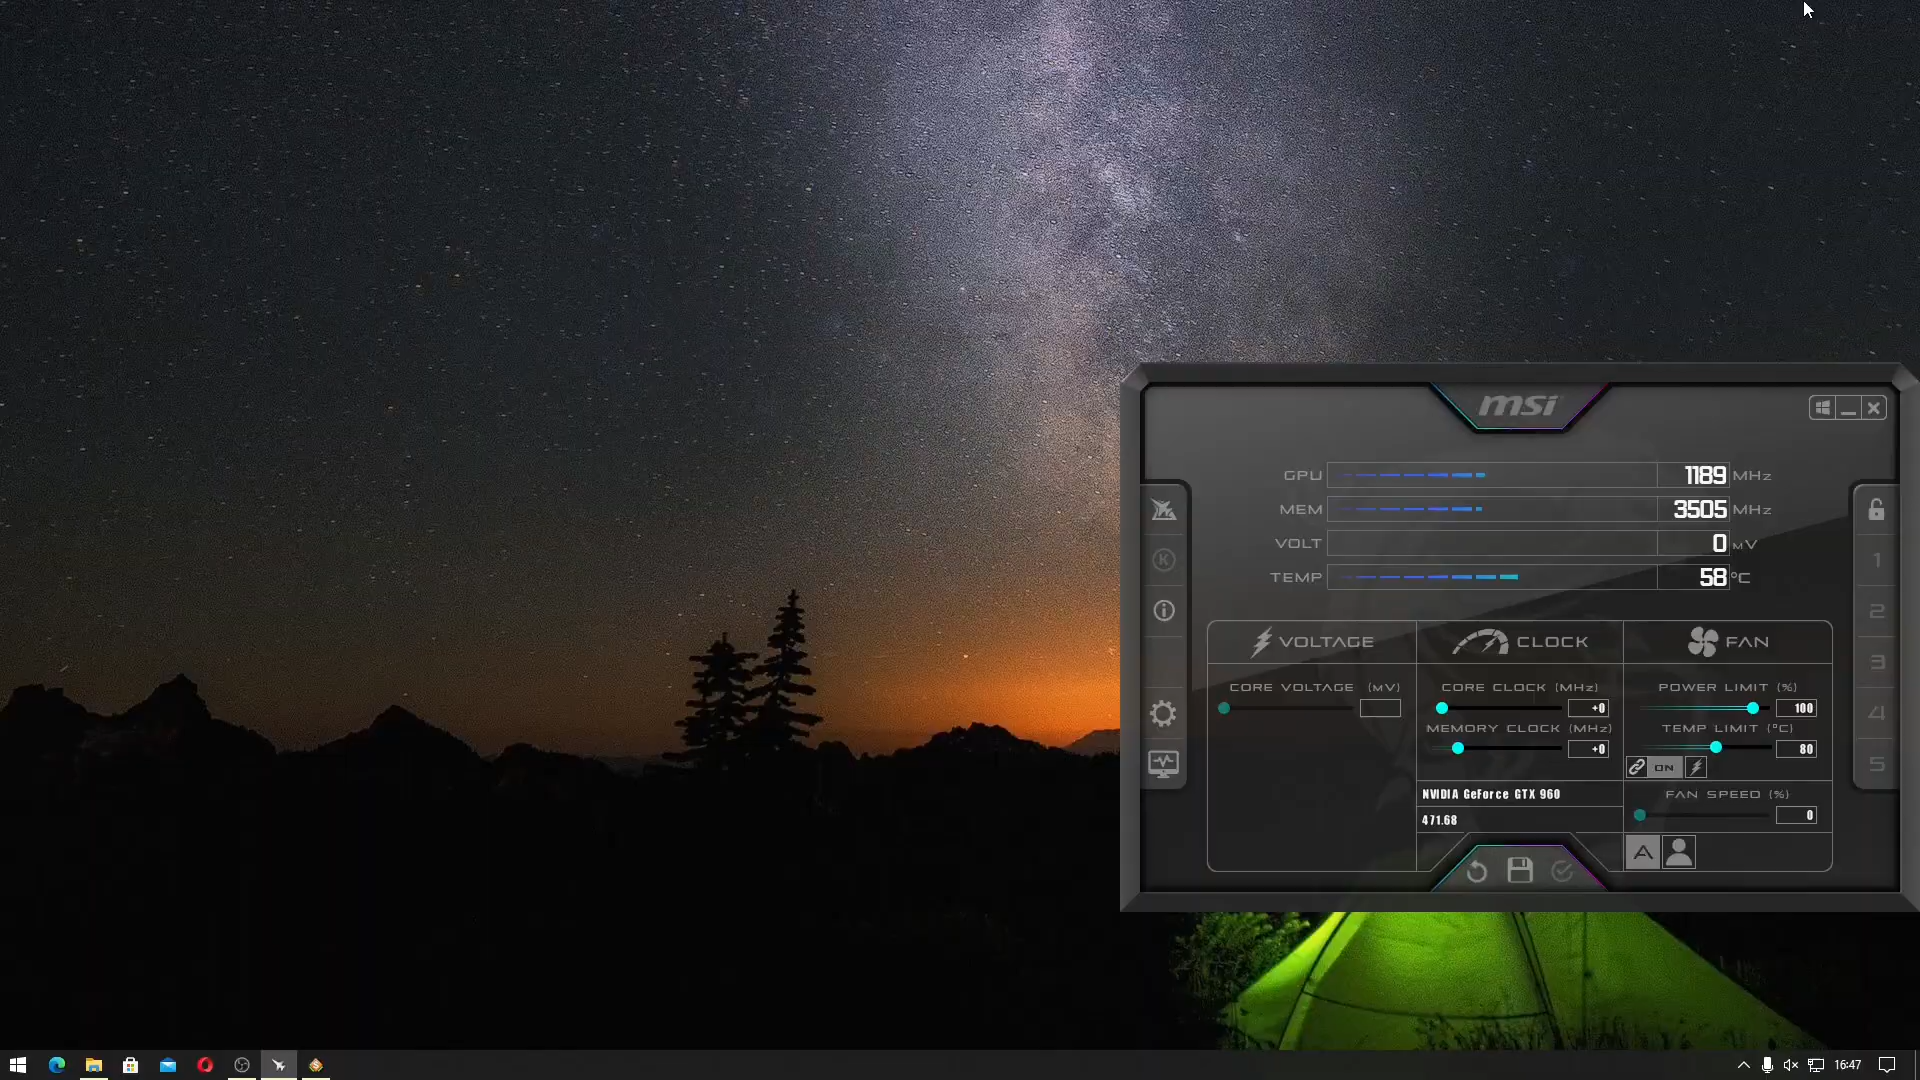 msi
GPU 1189 MHz
MEM 3505 MHz
VOLT 0 MV
TEMP 58 °C
K
i
1
2
3
4
5
VOLTAGE
CORE VOLTAGE (MV)
CLOCK
CORE CLOCK (MHz)
+0
MEMORY CLOCK (MHz)
+0
NVIDIA GeForce GTX 960
471.68
FAN
POWER LIMIT (%)
100
TEMP LIMIT (°C)
80
ON
FAN SPEED (%)
0
A
16:47